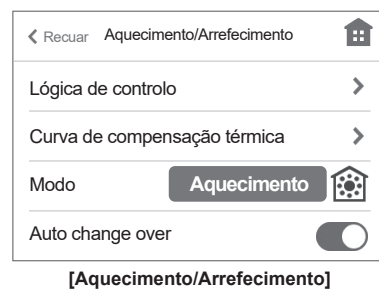 Recuar Aquecimento/Arrefecimento
Lógica de controlo
Curva de compensação térmica
Modo Aquecimento
Auto change over
[Aquecimento/Arrefecimento]